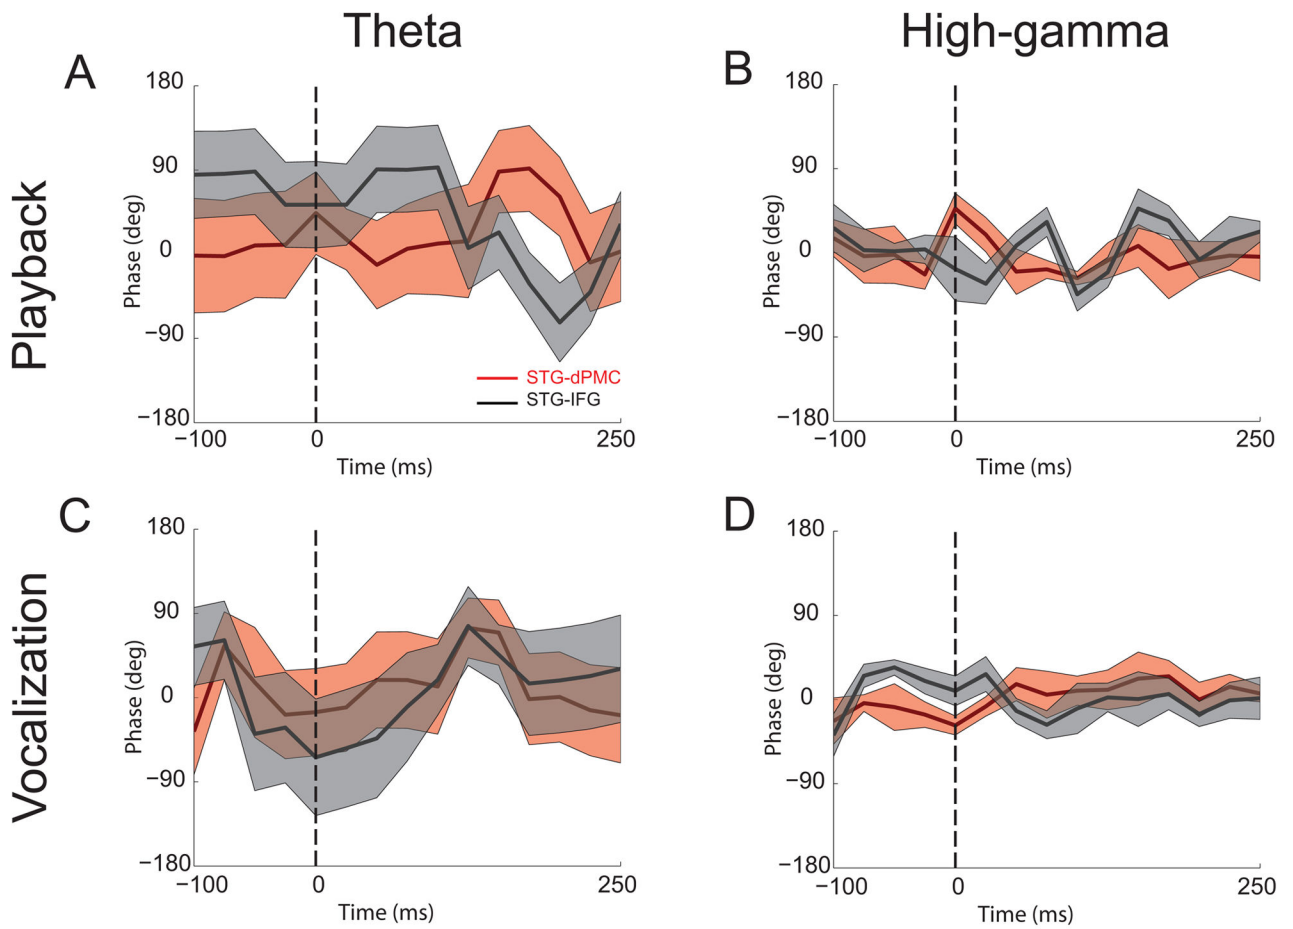 Theta
High-gamma
Playback
A
180
90
0
−90
−180
Phase (deg)
−100
0
250
Time (ms)
STG-dPMC
STG-IFG
B
180
90
0
−90
−180
Phase (deg)
−100
0
250
Time (ms)
Vocalization
C
180
90
0
−90
−180
Phase (deg)
−100
0
250
Time (ms)
D
180
90
0
−90
−180
Phase (deg)
−100
0
250
Time (ms)